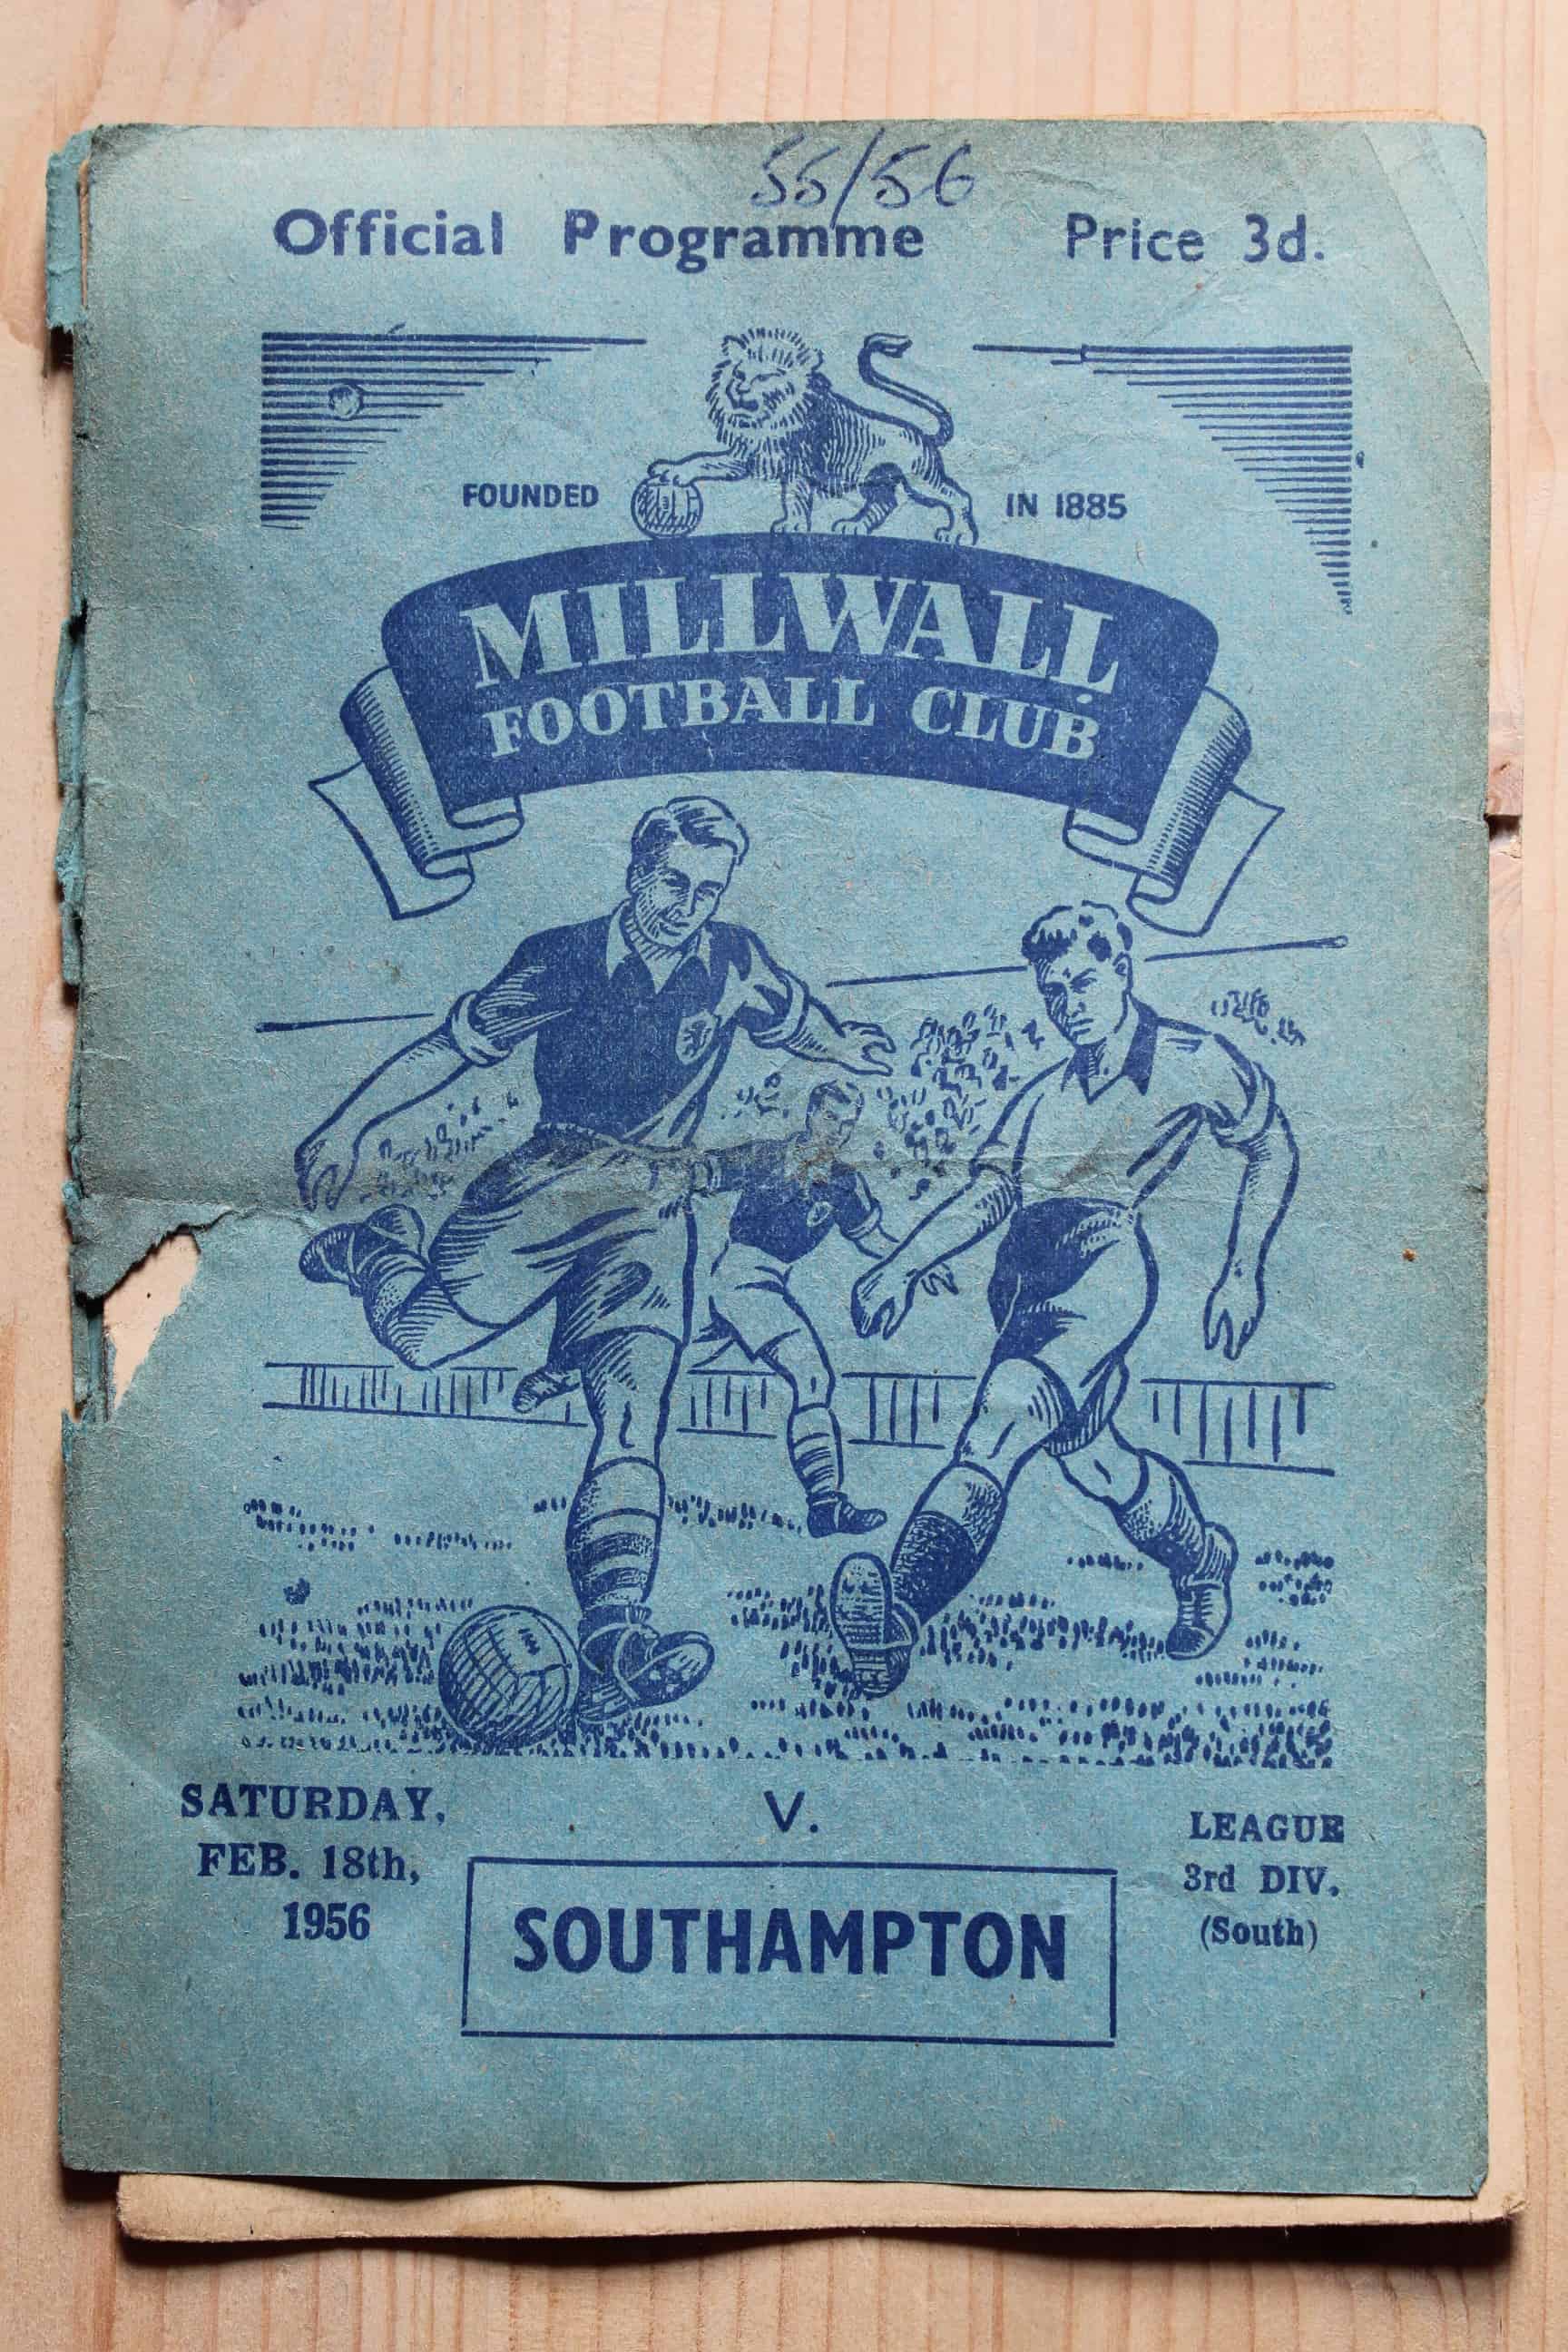 55/56
Official Programme Price 3d.
FOUNDED IN 1885
MILLWALL
FOOTBALL CLUB
SATURDAY,
FEB. 18th,
1956
V.
SOUTHAMPTON
LEAGUE
3rd DIV.
(South)